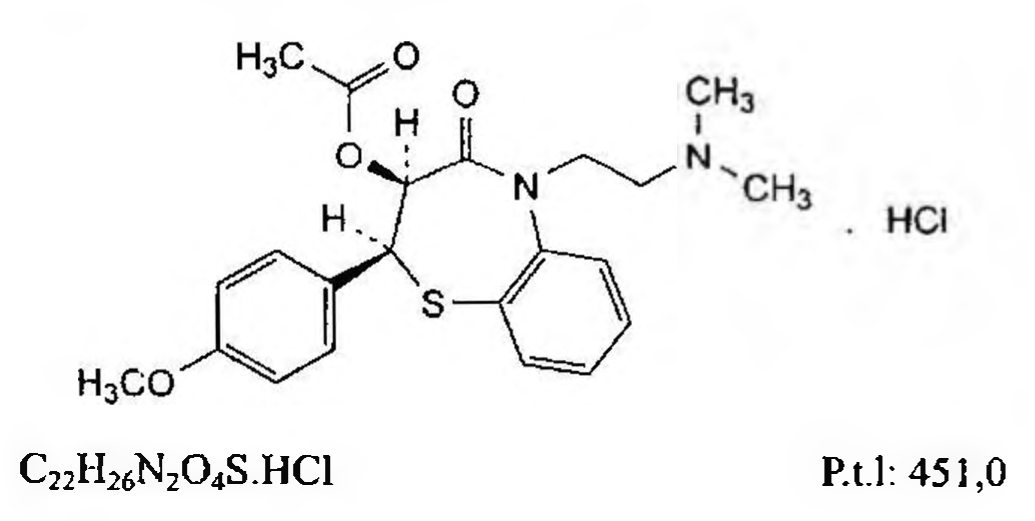 H₃C O
O H O CH₃
N N CH₃
H . HCl
S
H₃CO
C₂₂H₂₆N₂O₄S.HCl P.t.l: 451,0